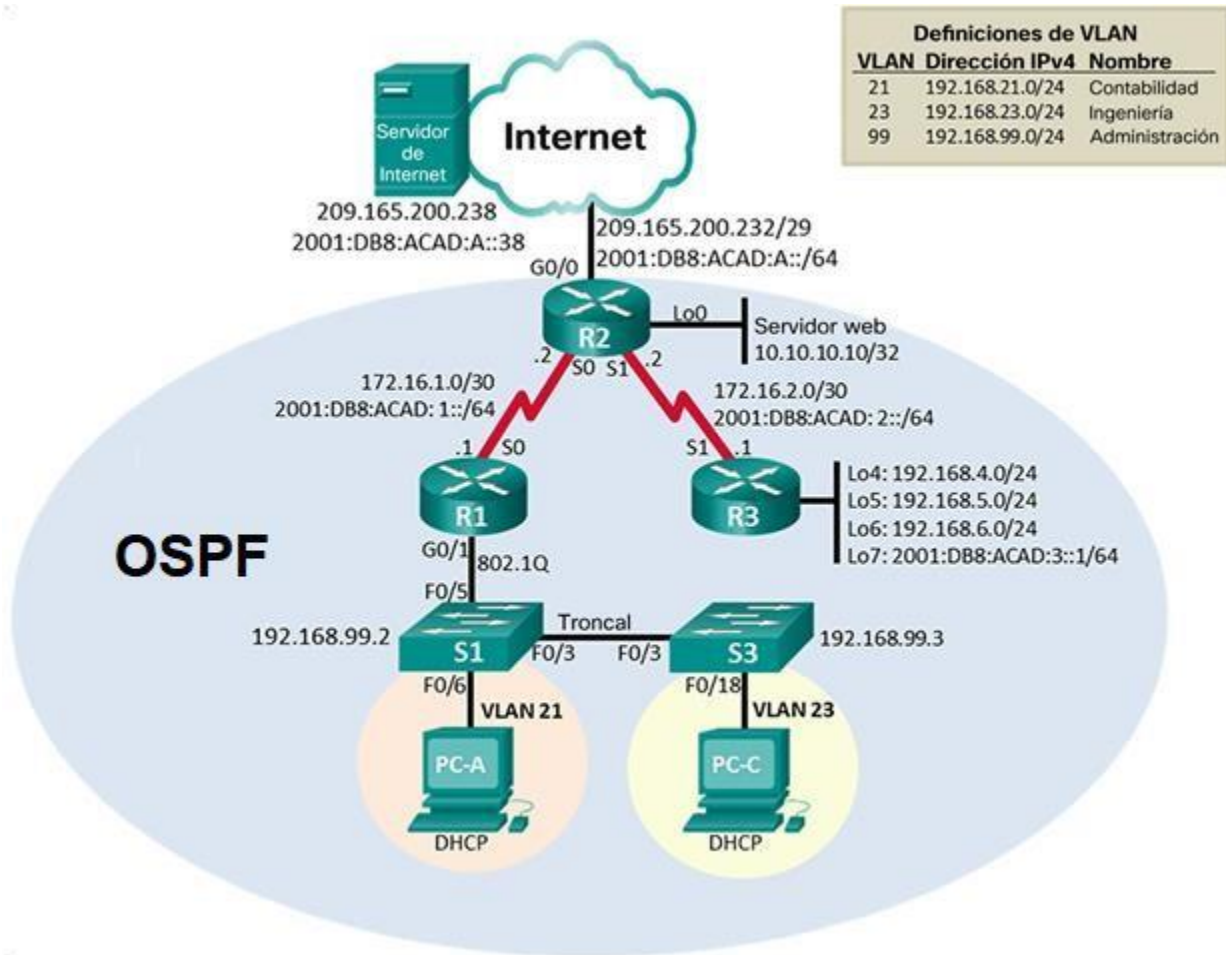 Definiciones de VLAN
VLAN Dirección IPv4 Nombre
21 192.168.21.0/24 Contabilidad
23 192.168.23.0/24 Ingeniería
99 192.168.99.0/24 Administración
Servidor
de
Internet
Internet
209.165.200.238
2001:DB8:ACAD:A::38
209.165.200.232/29
2001:DB8:ACAD:A::/64
G0/0
R2
Lo0
Servidor web
10.10.10.10/32
.2 S0 S1 .2
172.16.1.0/30
2001:DB8:ACAD: 1::/64
172.16.2.0/30
2001:DB8:ACAD: 2::/64
.1 S0
S1 .1
R1
R3
Lo4: 192.168.4.0/24
Lo5: 192.168.5.0/24
Lo6: 192.168.6.0/24
Lo7: 2001:DB8:ACAD:3::1/64
OSPF
G0/1
802.1Q
F0/5
192.168.99.2
S1
Troncal
F0/3 F0/3
S3
192.168.99.3
F0/6
VLAN 21
F0/18
VLAN 23
PC-A
PC-C
DHCP
DHCP